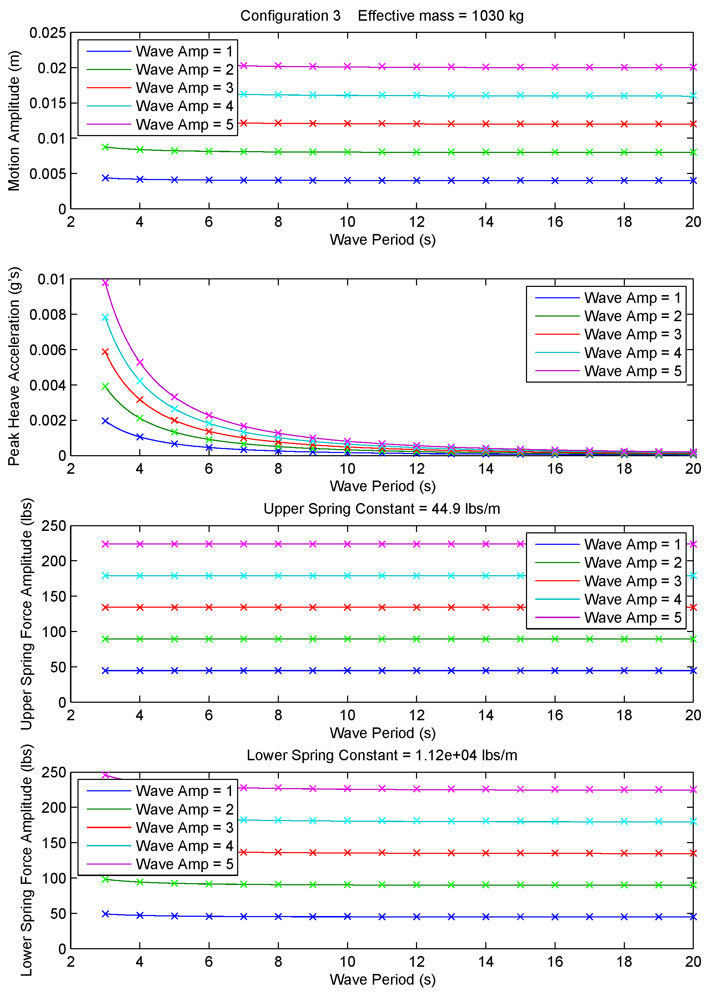 Configuration 3    Effective mass = 1030 kg
Motion Amplitude (m)
0.025
0.02
0.015
0.01
0.005
0
Wave Amp = 1
Wave Amp = 2
Wave Amp = 3
Wave Amp = 4
Wave Amp = 5
2 4 6 8 10 12 14 16 18 20
Wave Period (s)
Peak Heave Acceleration (g's)
0.01
0.008
0.006
0.004
0.002
0
Wave Amp = 1
Wave Amp = 2
Wave Amp = 3
Wave Amp = 4
Wave Amp = 5
2 4 6 8 10 12 14 16 18 20
Wave Period (s)
Upper Spring Constant = 44.9 lbs/m
Upper Spring Force Amplitude (lbs)
250
200
150
100
50
0
Wave Amp = 1
Wave Amp = 2
Wave Amp = 3
Wave Amp = 4
Wave Amp = 5
2 4 6 8 10 12 14 16 18 20
Wave Period (s)
Lower Spring Constant = 1.12e+04 lbs/m
Lower Spring Force Amplitude (lbs)
250
200
150
100
50
0
Wave Amp = 1
Wave Amp = 2
Wave Amp = 3
Wave Amp = 4
Wave Amp = 5
2 4 6 8 10 12 14 16 18 20
Wave Period (s)